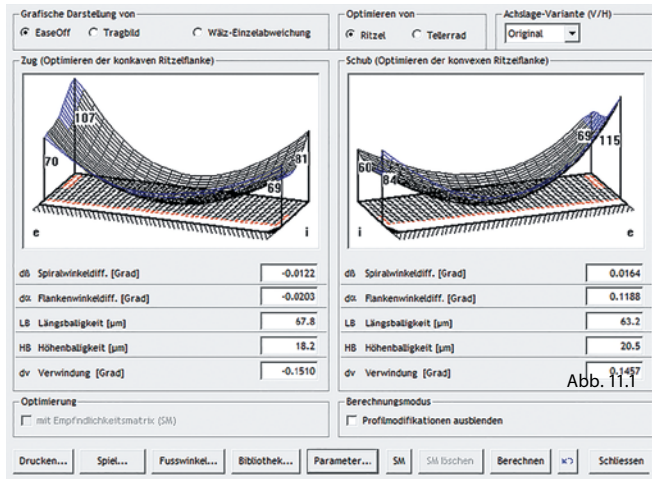 Grafische Darstellung von
EaseOff Tragbild Wälz-Einzelabweichung
Optimieren von
Ritzel Tellerrad
Achslage-Variante (V/H)
Original
Zug (Optimieren der konkaven Ritzelflanke)
107
70
81
69
e i
dß Spiralwinkeldiff. [Grad] -0.0122
dα Flankenwinkeldiff. [Grad] -0.0203
LB Längsballigkeit [µm] 67.8
HB Höhenballigkeit [µm] 18.2
dv Verwindung [Grad] -0.1510
Schub (Optimieren der konvexen Ritzelflanke)
69 115
60
84
i e
dß Spiralwinkeldiff. [Grad] 0.0164
dα Flankenwinkeldiff. [Grad] 0.1188
LB Längsballigkeit [µm] 63.2
HB Höhenballigkeit [µm] 20.5
dv Verwindung [Grad] 0.1457
Abb. 11.1
Optimierung
mit Empfindlichkeitsmatrix (SM)
Berechnungsmodus
Profilmodifikationen ausblenden
Drucken... Spiel... Fusswinkel... Bibliothek... Parameter... SM SM löschen Berechnen Schliessen